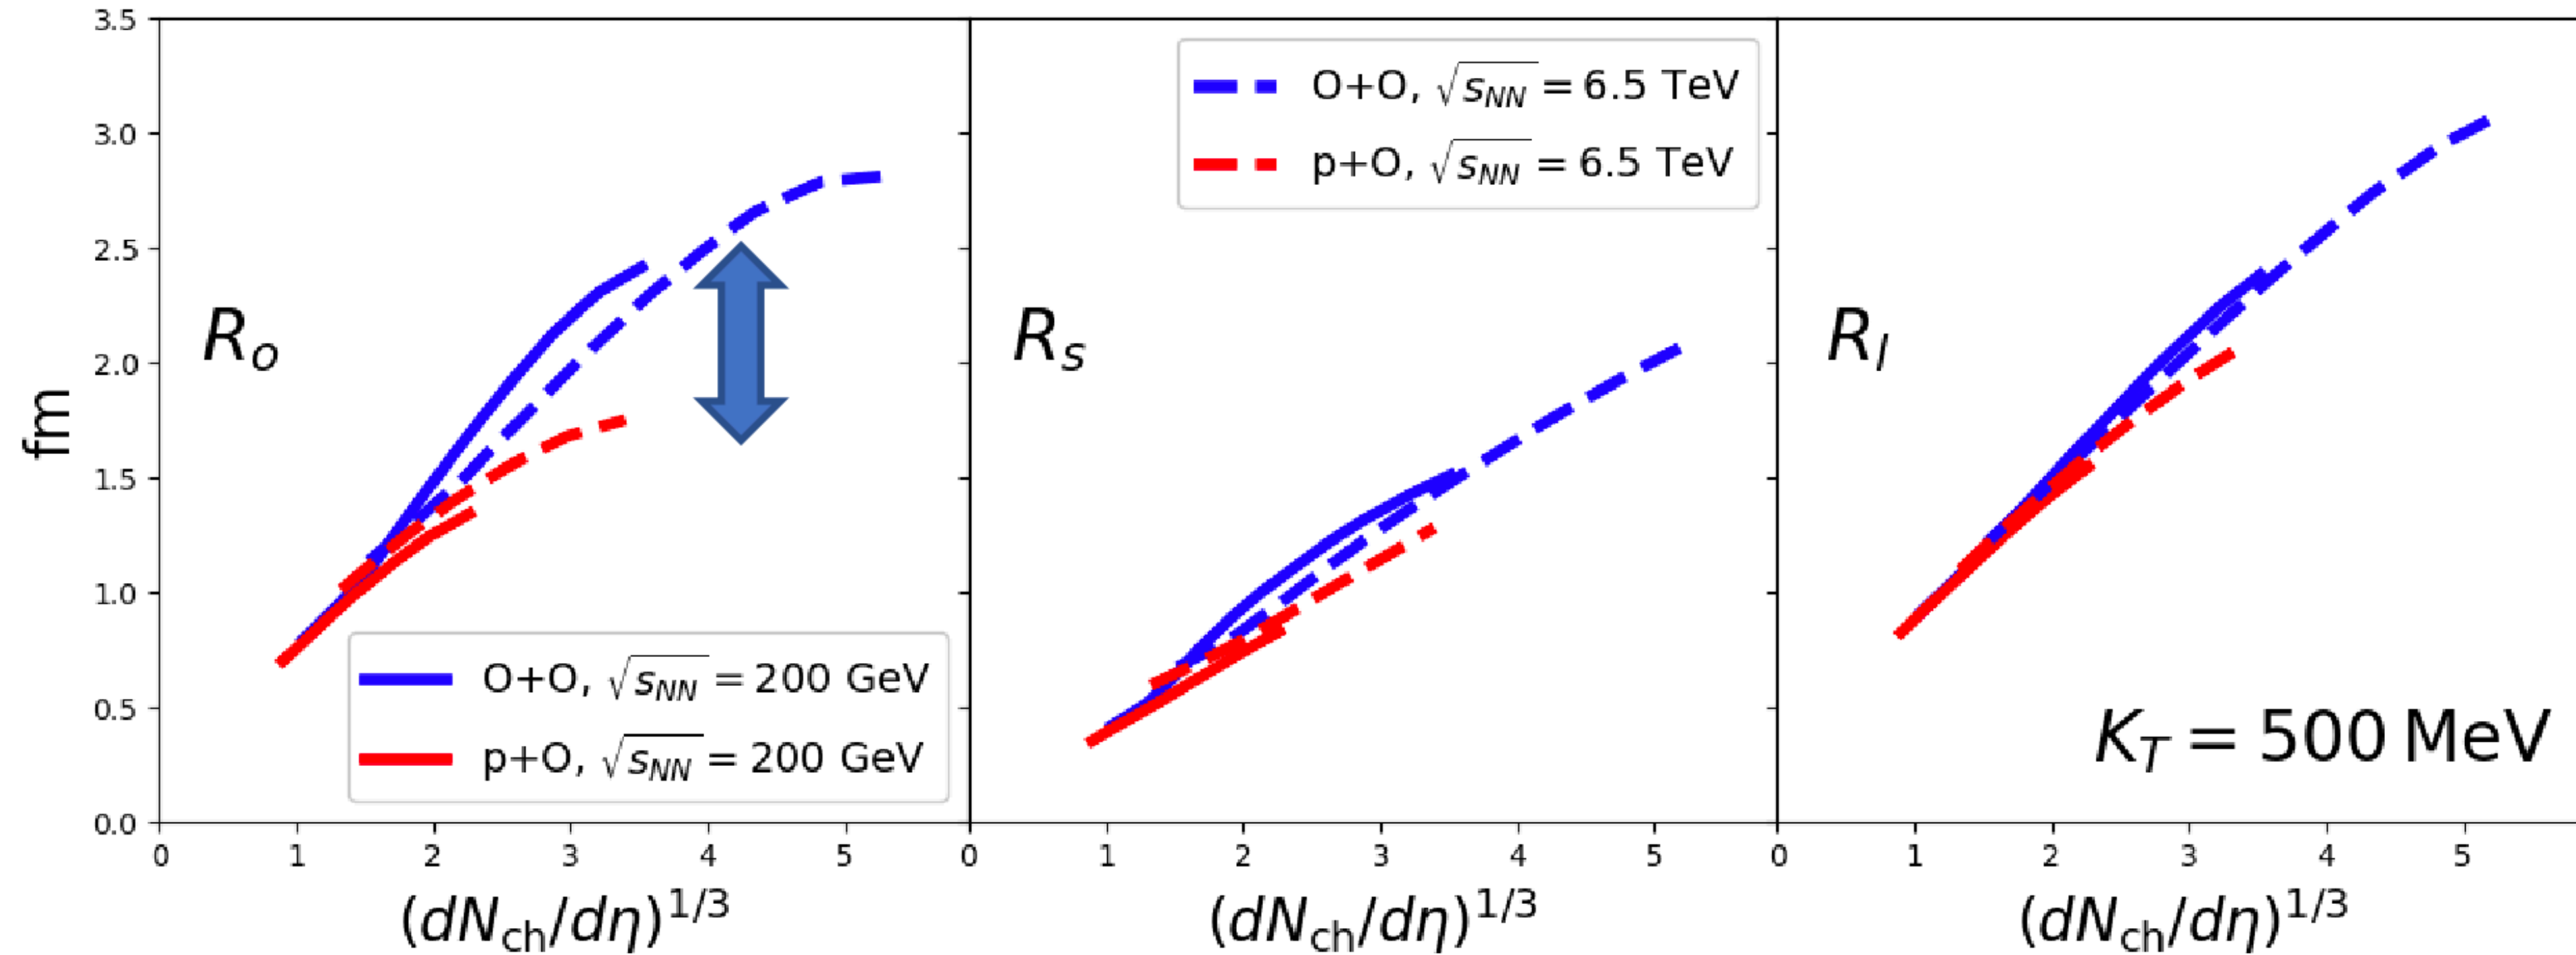 3.5
3.0
2.5
2.0
1.5
1.0
0.5
0.0
fm
R_o
O+O, √s_NN = 200 GeV
p+O, √s_NN = 200 GeV
0 1 2 3 4 5
(dN_ch/dη)^1/3
O+O, √s_NN = 6.5 TeV
p+O, √s_NN = 6.5 TeV
R_s
0 1 2 3 4 5
(dN_ch/dη)^1/3
R_l
K_T = 500 MeV
0 1 2 3 4 5
(dN_ch/dη)^1/3